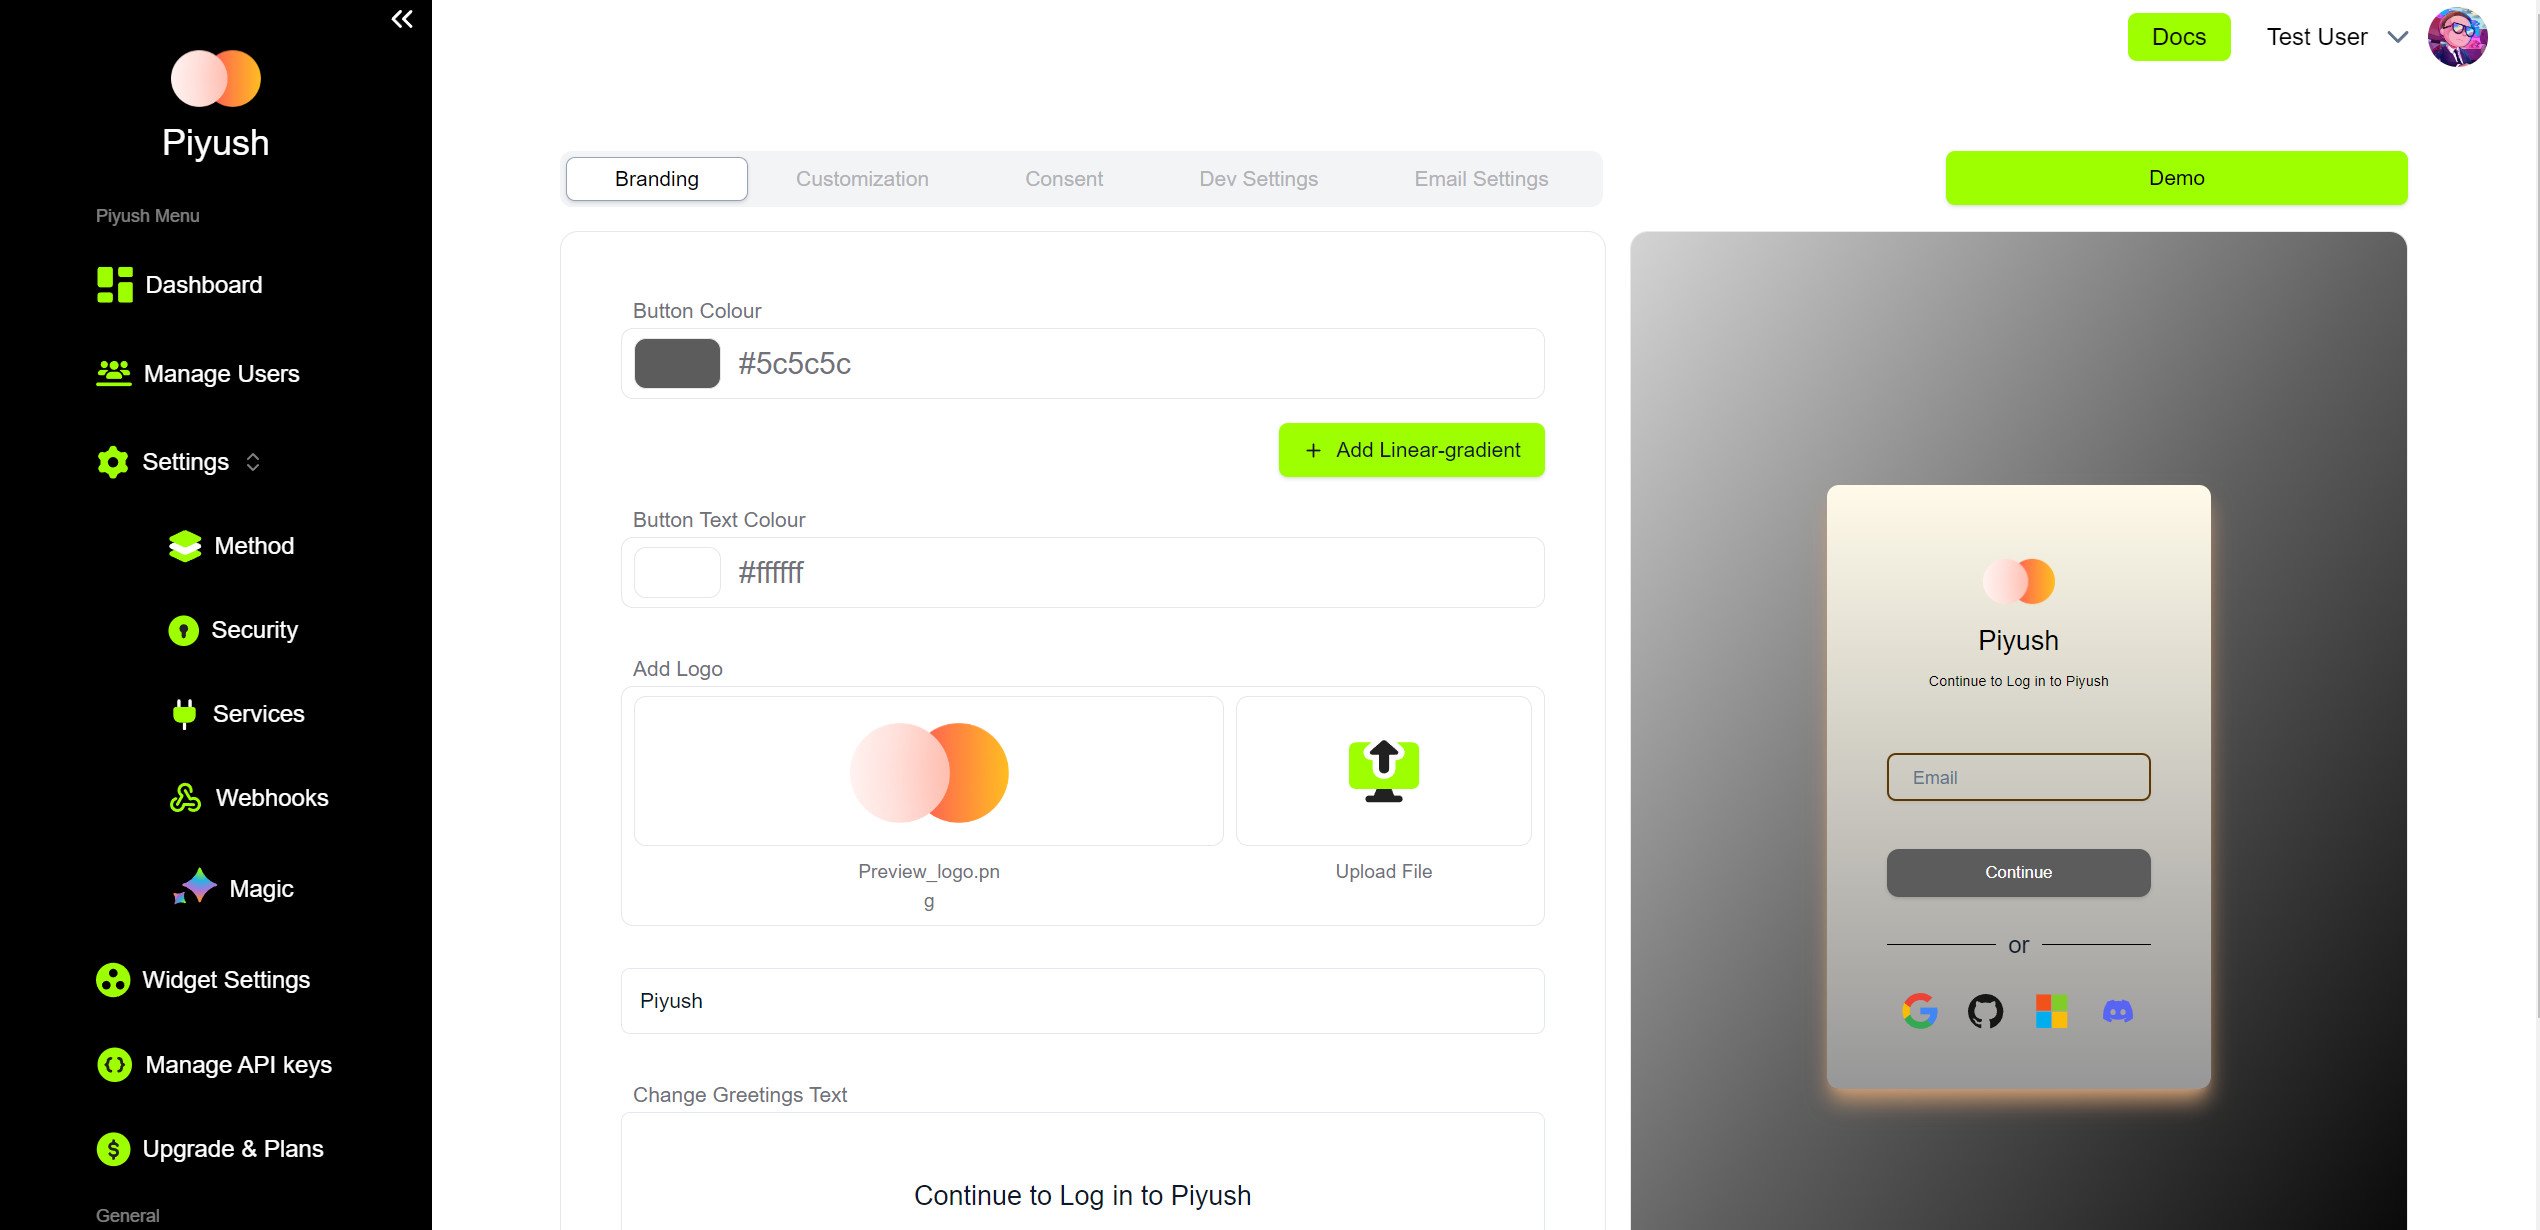 Piyush
Piyush Menu
Dashboard
Manage Users
Settings
Method
Security
Services
Webhooks
Magic
Widget Settings
Manage API keys
Upgrade & Plans
General
Docs
Test User
Branding
Customization
Consent
Dev Settings
Email Settings
Demo
Button Colour
#5c5c5c
+ Add Linear-gradient
Button Text Colour
#ffffff
Add Logo
Preview_logo.pn
g
Upload File
Piyush
Change Greetings Text
Continue to Log in to Piyush
Piyush
Continue to Log in to Piyush
Email
Continue
or